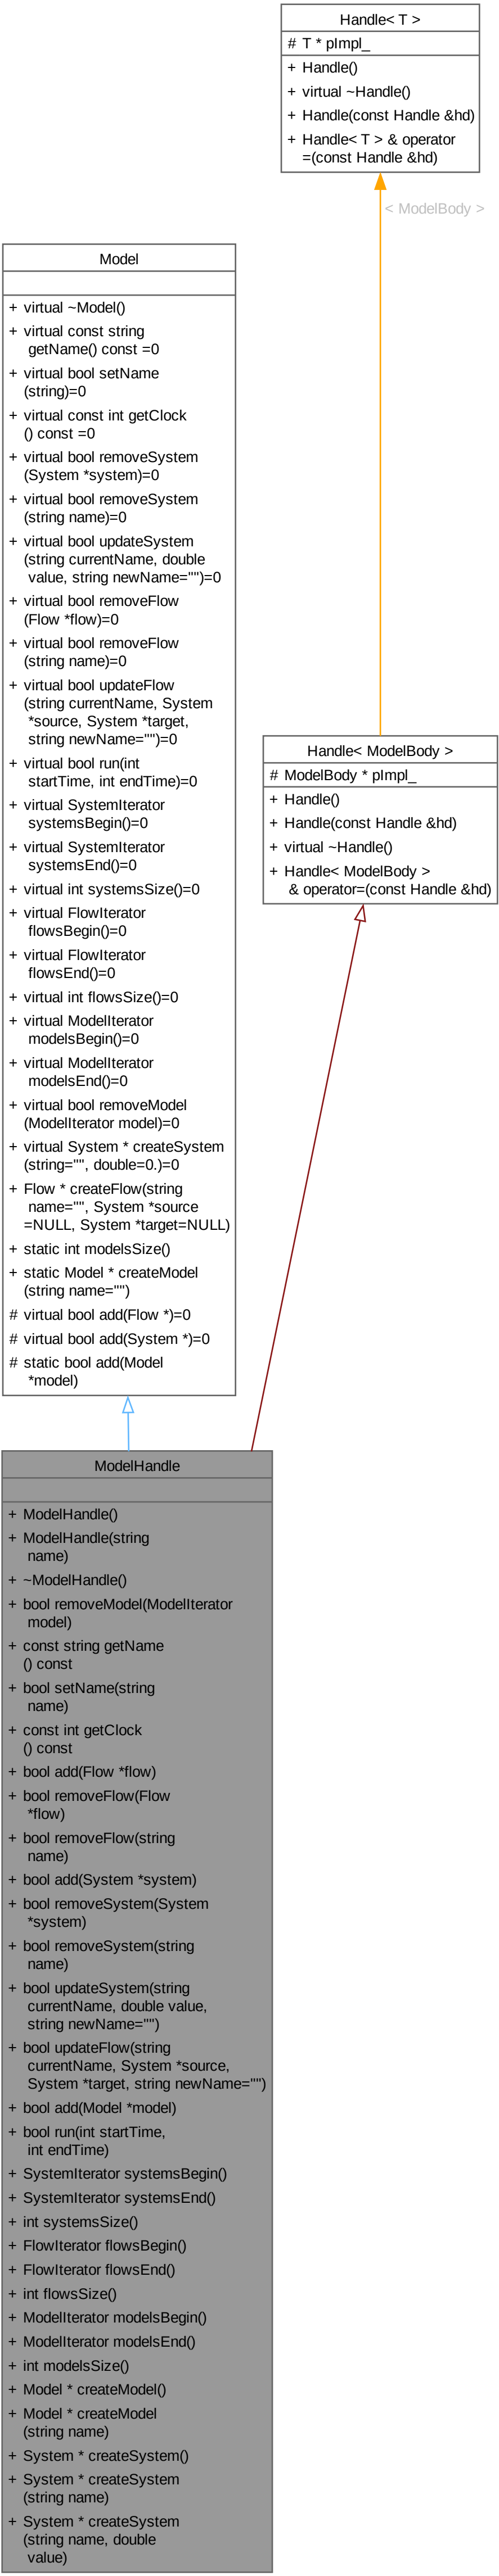 Handle< T >
# T * pImpl_
+ Handle()
+ virtual ~Handle()
+ Handle(const Handle &hd)
+ Handle< T > & operator
=(const Handle &hd)
< ModelBody >
Model
+ virtual ~Model()
+ virtual const string
getName() const =0
+ virtual bool setName
(string)=0
+ virtual const int getClock
() const =0
+ virtual bool removeSystem
(System *system)=0
+ virtual bool removeSystem
(string name)=0
+ virtual bool updateSystem
(string currentName, double
value, string newName="")=0
+ virtual bool removeFlow
(Flow *flow)=0
+ virtual bool removeFlow
(string name)=0
+ virtual bool updateFlow
(string currentName, System
*source, System *target,
string newName="")=0
+ virtual bool run(int
startTime, int endTime)=0
+ virtual SystemIterator
systemsBegin()=0
+ virtual SystemIterator
systemsEnd()=0
+ virtual int systemsSize()=0
+ virtual FlowIterator
flowsBegin()=0
+ virtual FlowIterator
flowsEnd()=0
+ virtual int flowsSize()=0
+ virtual ModelIterator
modelsBegin()=0
+ virtual ModelIterator
modelsEnd()=0
+ virtual bool removeModel
(ModelIterator model)=0
+ virtual System * createSystem
(string="", double=0.)=0
+ Flow * createFlow(string
name="", System *source
=NULL, System *target=NULL)
+ static int modelsSize()
+ static Model * createModel
(string name="")
# virtual bool add(Flow *)=0
# virtual bool add(System *)=0
# static bool add(Model
*model)
Handle< ModelBody >
# ModelBody * pImpl_
+ Handle()
+ Handle(const Handle &hd)
+ virtual ~Handle()
+ Handle< ModelBody >
& operator=(const Handle &hd)
ModelHandle
+ ModelHandle()
+ ModelHandle(string
name)
+ ~ModelHandle()
+ bool removeModel(ModelIterator
model)
+ const string getName
() const
+ bool setName(string
name)
+ const int getClock
() const
+ bool add(Flow *flow)
+ bool removeFlow(Flow
*flow)
+ bool removeFlow(string
name)
+ bool add(System *system)
+ bool removeSystem(System
*system)
+ bool removeSystem(string
name)
+ bool updateSystem(string
currentName, double value,
string newName="")
+ bool updateFlow(string
currentName, System *source,
System *target, string newName="")
+ bool add(Model *model)
+ bool run(int startTime,
int endTime)
+ SystemIterator systemsBegin()
+ SystemIterator systemsEnd()
+ int systemsSize()
+ FlowIterator flowsBegin()
+ FlowIterator flowsEnd()
+ int flowsSize()
+ ModelIterator modelsBegin()
+ ModelIterator modelsEnd()
+ int modelsSize()
+ Model * createModel()
+ Model * createModel
(string name)
+ System * createSystem()
+ System * createSystem
(string name)
+ System * createSystem
(string name, double
value)